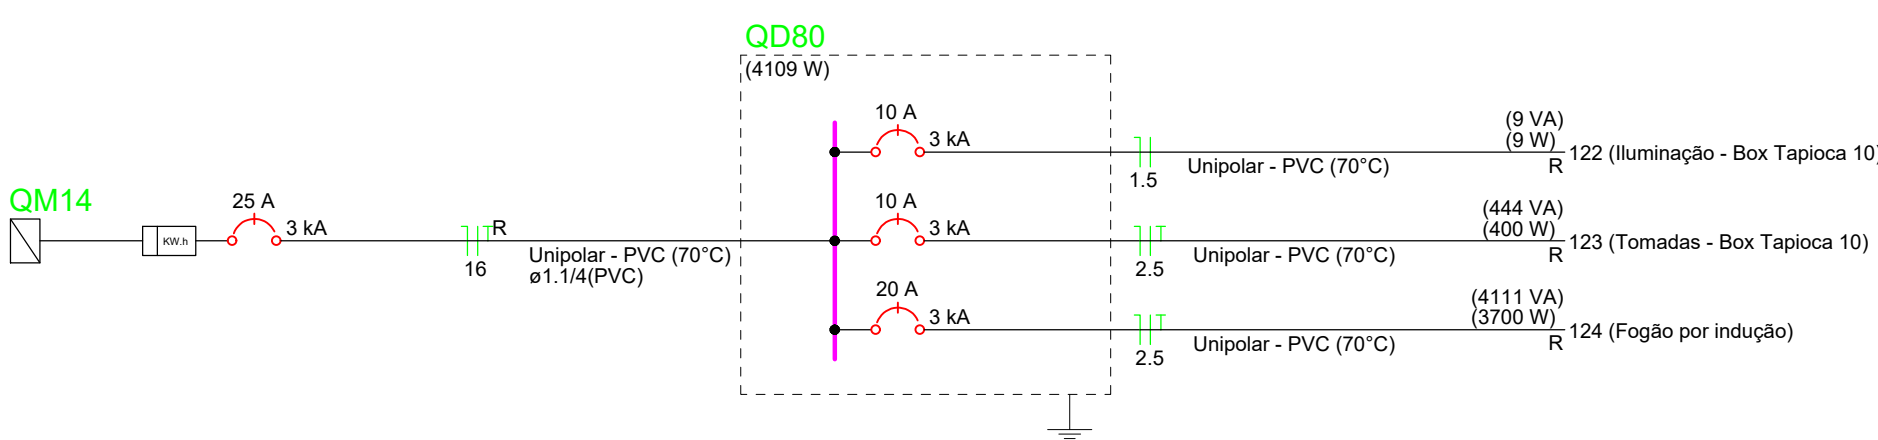 QD80
(4109 W)
10 A
3 kA
(9 VA)
(9 W)
R
122 (Iluminação - Box Tapioca 10)
Unipolar - PVC (70°C)
1.5
QM14
KW.h
25 A
3 kA
R
16
Unipolar - PVC (70°C)
ø1.1/4(PVC)
10 A
3 kA
(444 VA)
(400 W)
R
123 (Tomadas - Box Tapioca 10)
Unipolar - PVC (70°C)
2.5
20 A
3 kA
(4111 VA)
(3700 W)
R
124 (Fogão por indução)
Unipolar - PVC (70°C)
2.5